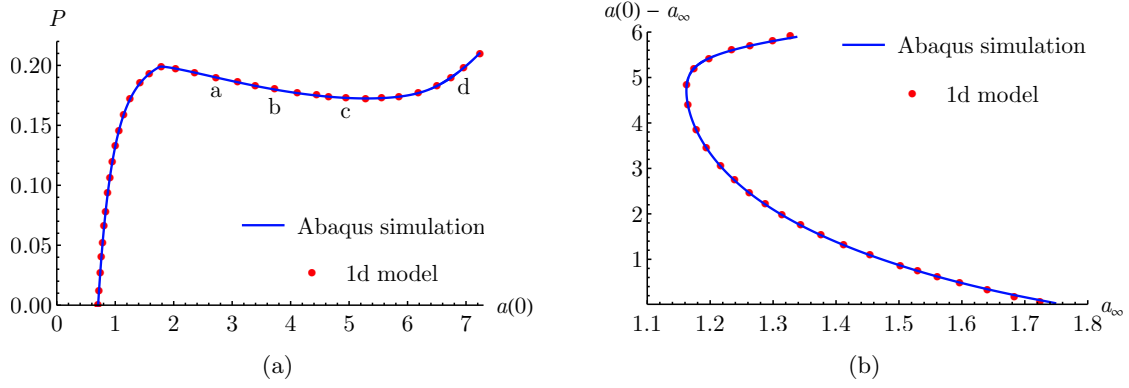 P
0.20
0.15
0.10
0.05
0.00
0 1 2 3 4 5 6 7
a(0)
a
b
c
d
Abaqus simulation
1d model
(a)
a(0) − a∞
6
5
4
3
2
1
1.1 1.2 1.3 1.4 1.5 1.6 1.7 1.8
a∞
Abaqus simulation
1d model
(b)